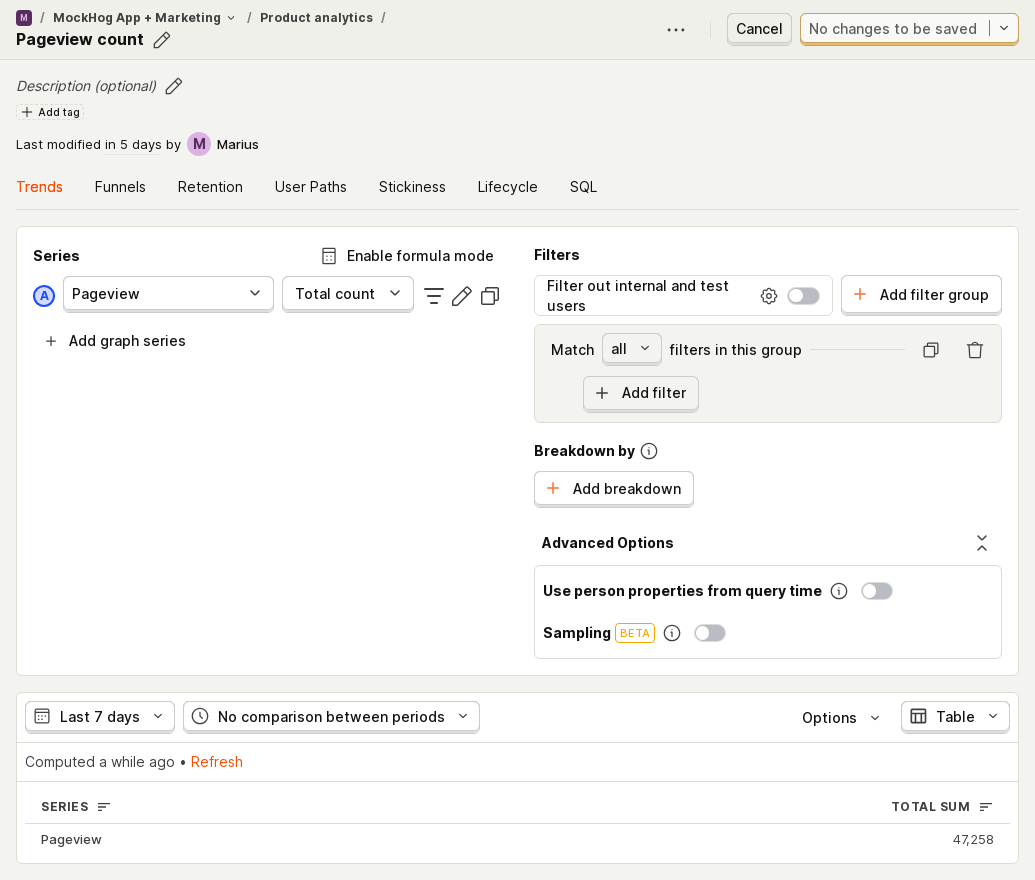 M / MockHog App + Marketing / Product analytics /
Pageview count
Cancel
No changes to be saved
Description (optional)
Add tag
Last modified in 5 days by M Marius
Trends Funnels Retention User Paths Stickiness Lifecycle SQL
Series
Enable formula mode
A Pageview Total count
Add graph series
Filters
Filter out internal and test
users
Add filter group
Match all filters in this group
Add filter
Breakdown by
Add breakdown
Advanced Options
Use person properties from query time
Sampling BETA
Last 7 days No comparison between periods Options Table
Computed a while ago • Refresh
SERIES TOTAL SUM
Pageview 47,258